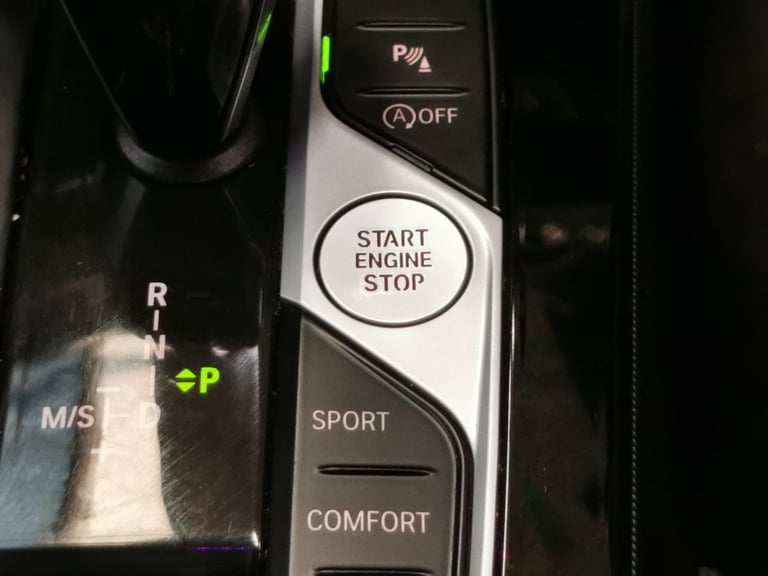 P
A OFF
START
ENGINE
STOP
R
N
P
M/S D
SPORT
COMFORT